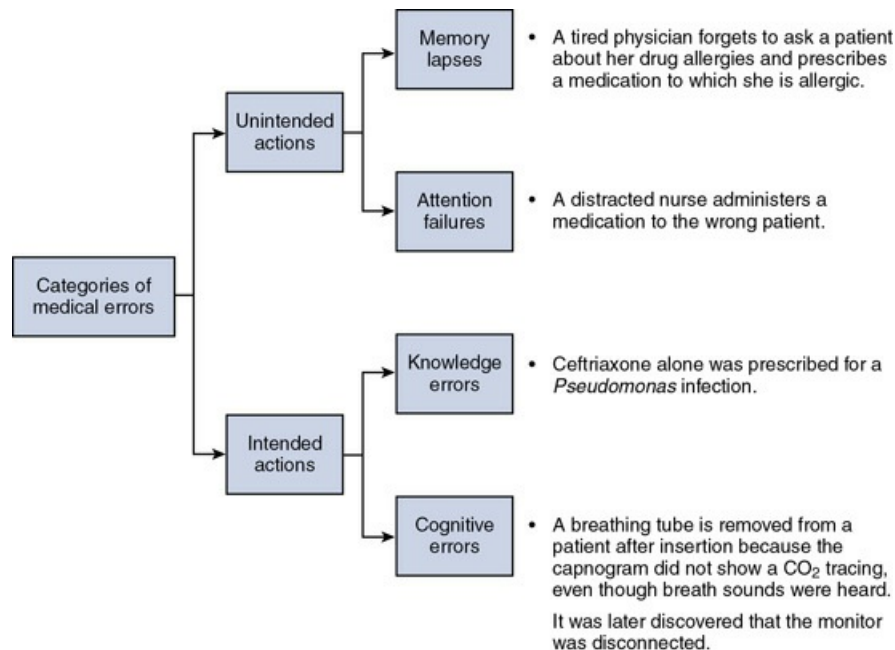 Memory
lapses
• A tired physician forgets to ask a patient
about her drug allergies and prescribes
a medication to which she is allergic.
Unintended
actions
Attention
failures
• A distracted nurse administers a
medication to the wrong patient.
Categories of
medical errors
Knowledge
errors
• Ceftriaxone alone was prescribed for a
Pseudomonas infection.
Intended
actions
Cognitive
errors
• A breathing tube is removed from a
patient after insertion because the
capnogram did not show a CO₂ tracing,
even though breath sounds were heard.
It was later discovered that the monitor
was disconnected.